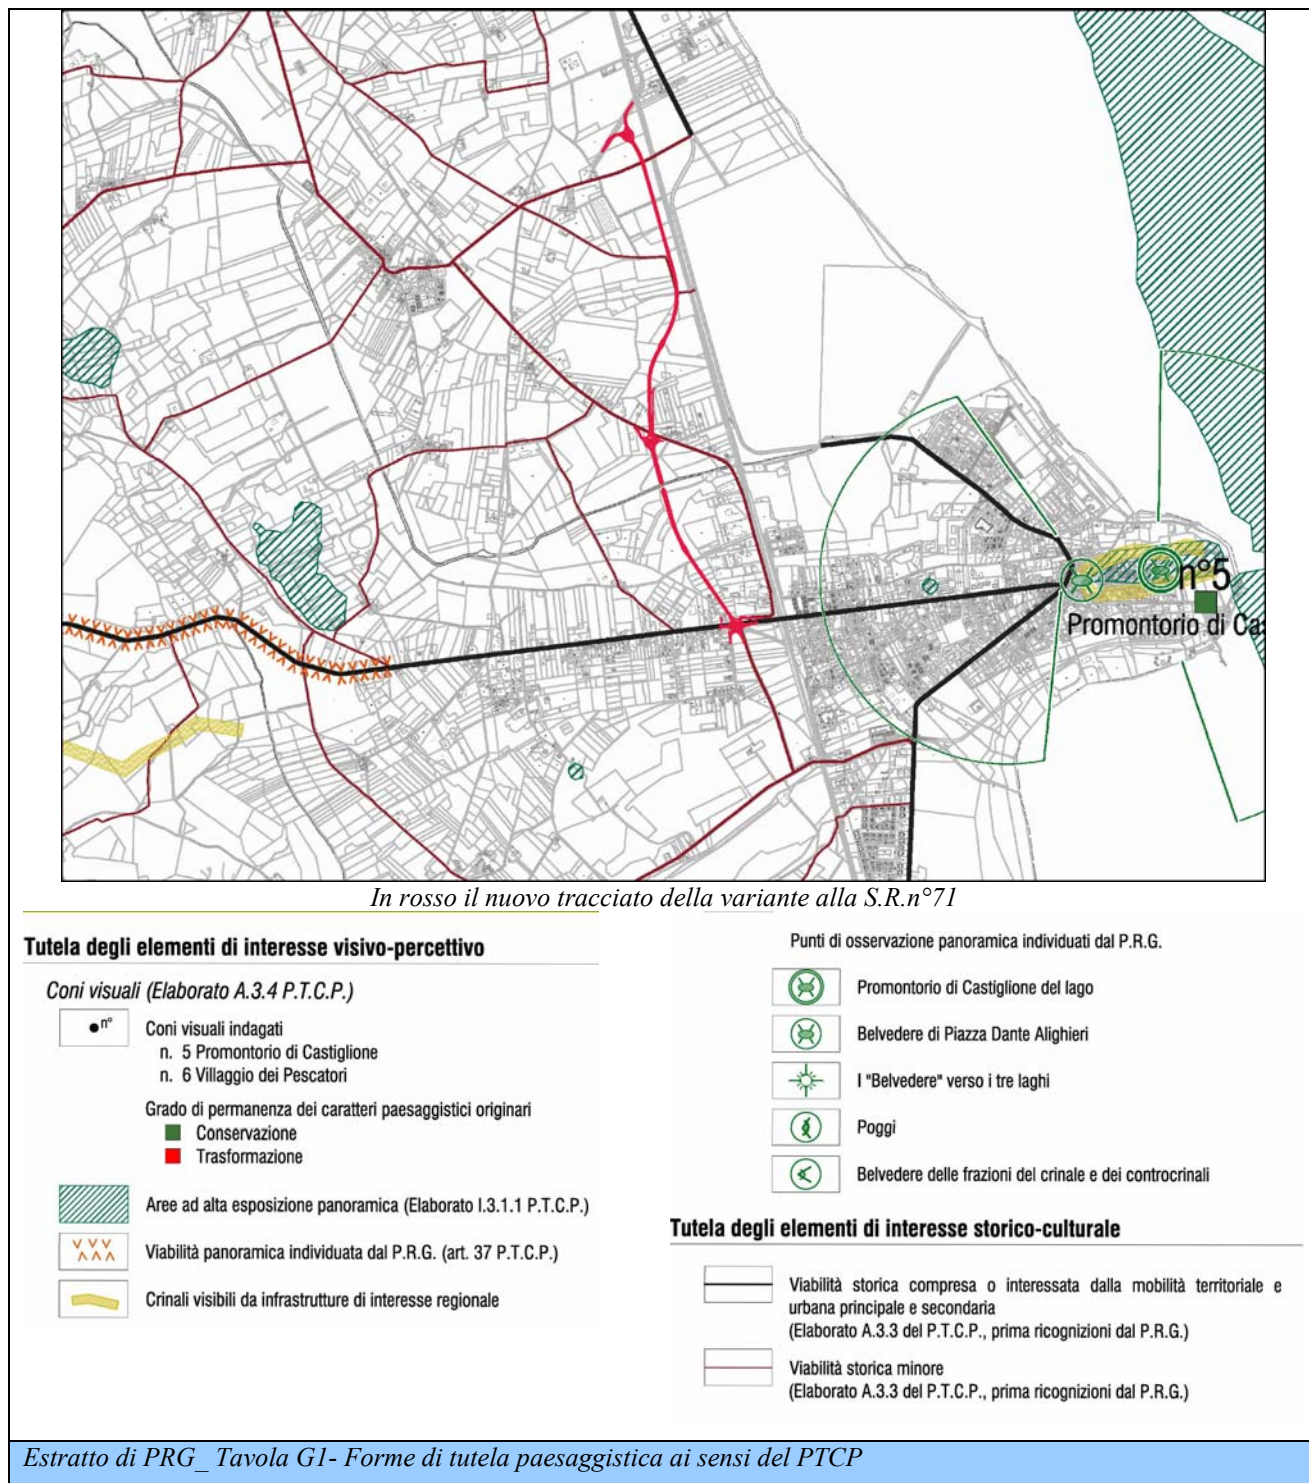 n°5
Promontorio di Cas
In rosso il nuovo tracciato della variante alla S.R.n°71
Tutela degli elementi di interesse visivo-percettivo
Coni visuali (Elaborato A.3.4 P.T.C.P.)
n°
Coni visuali indagati
n. 5 Promontorio di Castiglione
n. 6 Villaggio dei Pescatori
Grado di permanenza dei caratteri paesaggistici originari
Conservazione
Trasformazione
Aree ad alta esposizione panoramica (Elaborato I.3.1.1 P.T.C.P.)
Viabilità panoramica individuata dal P.R.G. (art. 37 P.T.C.P.)
Crinali visibili da infrastrutture di interesse regionale
Punti di osservazione panoramica individuati dal P.R.G.
Promontorio di Castiglione del lago
Belvedere di Piazza Dante Alighieri
I "Belvedere" verso i tre laghi
Poggi
Belvedere delle frazioni del crinale e dei controcrinali
Tutela degli elementi di interesse storico-culturale
Viabilità storica compresa o interessata dalla mobilità territoriale e
urbana principale e secondaria
(Elaborato A.3.3 del P.T.C.P., prima ricognizioni dal P.R.G.)
Viabilità storica minore
(Elaborato A.3.3 del P.T.C.P., prima ricognizioni dal P.R.G.)
Estratto di PRG_ Tavola G1- Forme di tutela paesaggistica ai sensi del PTCP